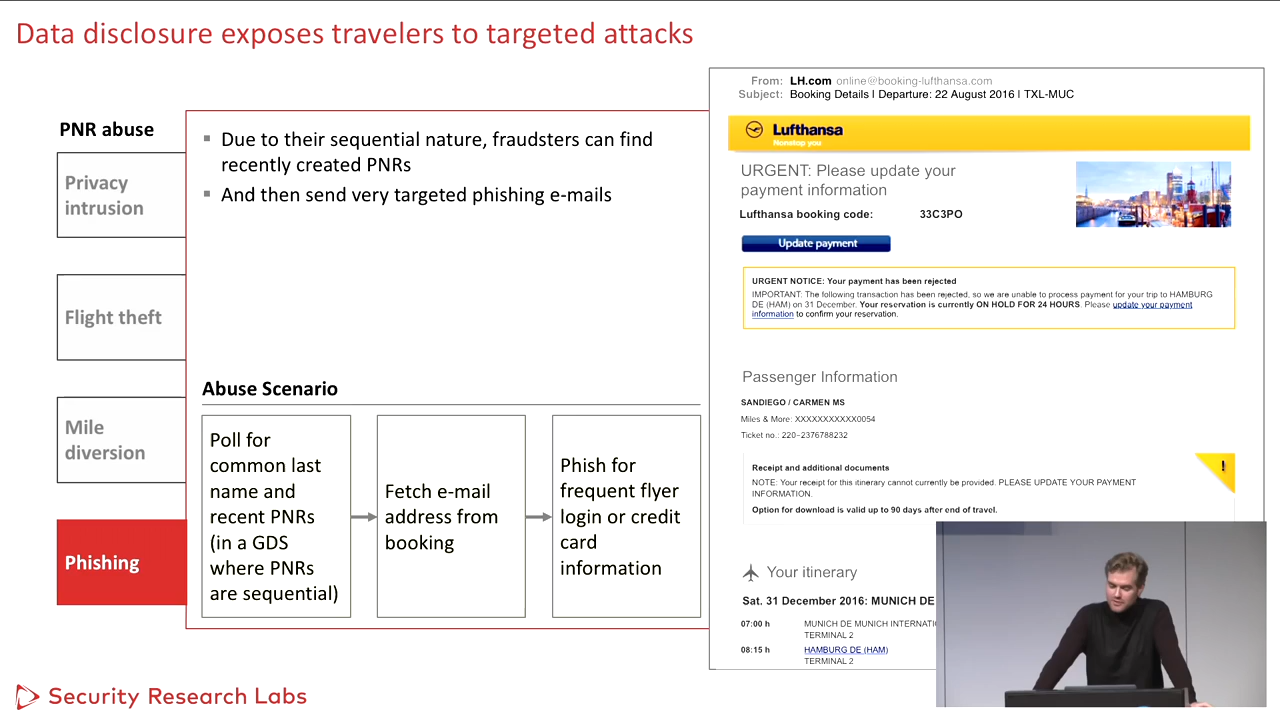 Data disclosure exposes travelers to targeted attacks
PNR abuse
Privacy
intrusion
Flight theft
Mile
diversion
Phishing
Due to their sequential nature, fraudsters can find
recently created PNRs
And then send very targeted phishing e-mails
Abuse Scenario
Poll for
common last
name and
recent PNRs
(in a GDS
where PNRs
are sequential)
Fetch e-mail
address from
booking
Phish for
frequent flyer
login or credit
card
information
From: LH.com online@booking-lufthansa.com
Subject: Booking Details | Departure: 22 August 2016 | TXL-MUC
Lufthansa
Nonstop you
URGENT: Please update your
payment information
Lufthansa booking code: 33C3PO
Update payment
URGENT NOTICE: Your payment has been rejected
IMPORTANT: The following transaction has been rejected, so we are unable to process payment for your trip to HAMBURG
DE (HAM) on 31 December. Your reservation is currently ON HOLD FOR 24 HOURS. Please update your payment
information to confirm your reservation.
Passenger Information
SANDIEGO / CARMEN MS
Miles & More: XXXXXXXXXXX0054
Ticket no.: 220-2376788232
Receipt and additional documents
!
NOTE: Your receipt for this itinerary cannot currently be provided. PLEASE UPDATE YOUR PAYMENT
INFORMATION.
Option for download is valid up to 90 days after end of travel.
Your itinerary
Sat. 31 December 2016: MUNICH DE
07:00 h MUNICH DE MUNICH INTERNATI
TERMINAL 2
08:15 h HAMBURG DE (HAM)
TERMINAL 2
Security Research Labs